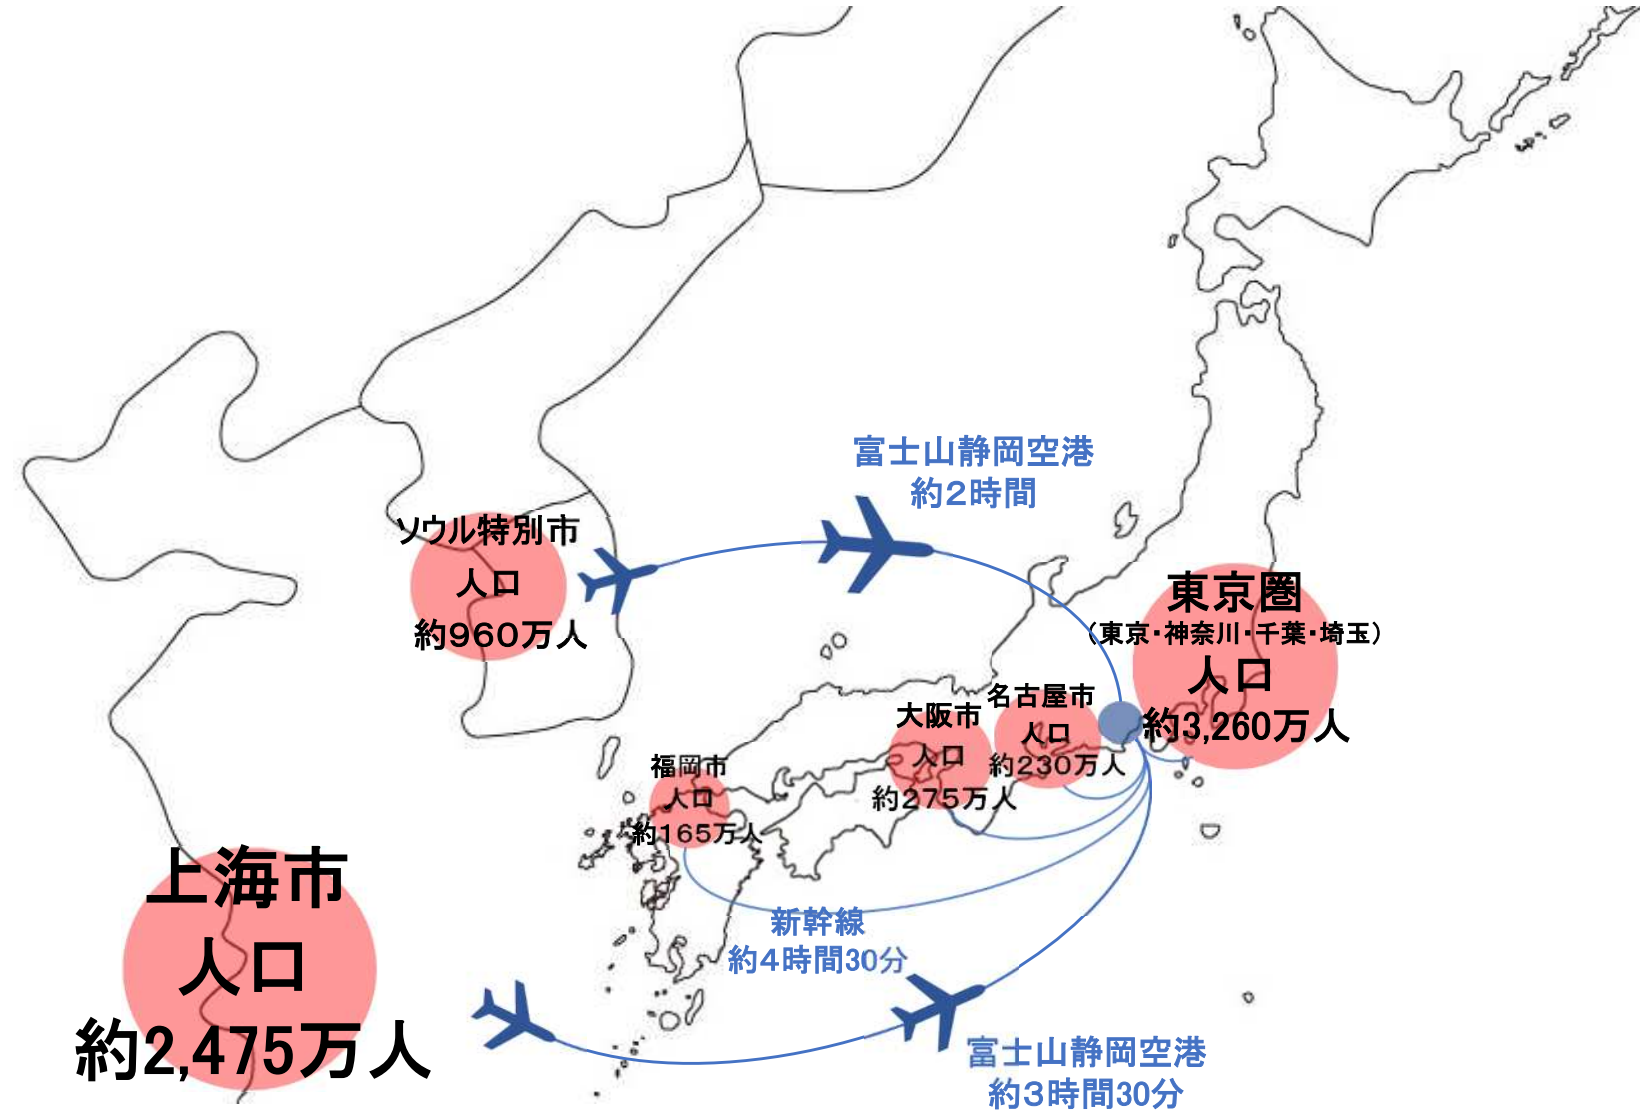 富士山静岡空港
約2時間
ソウル特別市
人口
約960万人
東京圏
（東京・神奈川・千葉・埼玉）
人口
約3,260万人
名古屋市
人口
約230万人
大阪市
人口
約275万人
福岡市
人口
約165万人
上海市
人口
約2,475万人
新幹線
約4時間30分
富士山静岡空港
約3時間30分